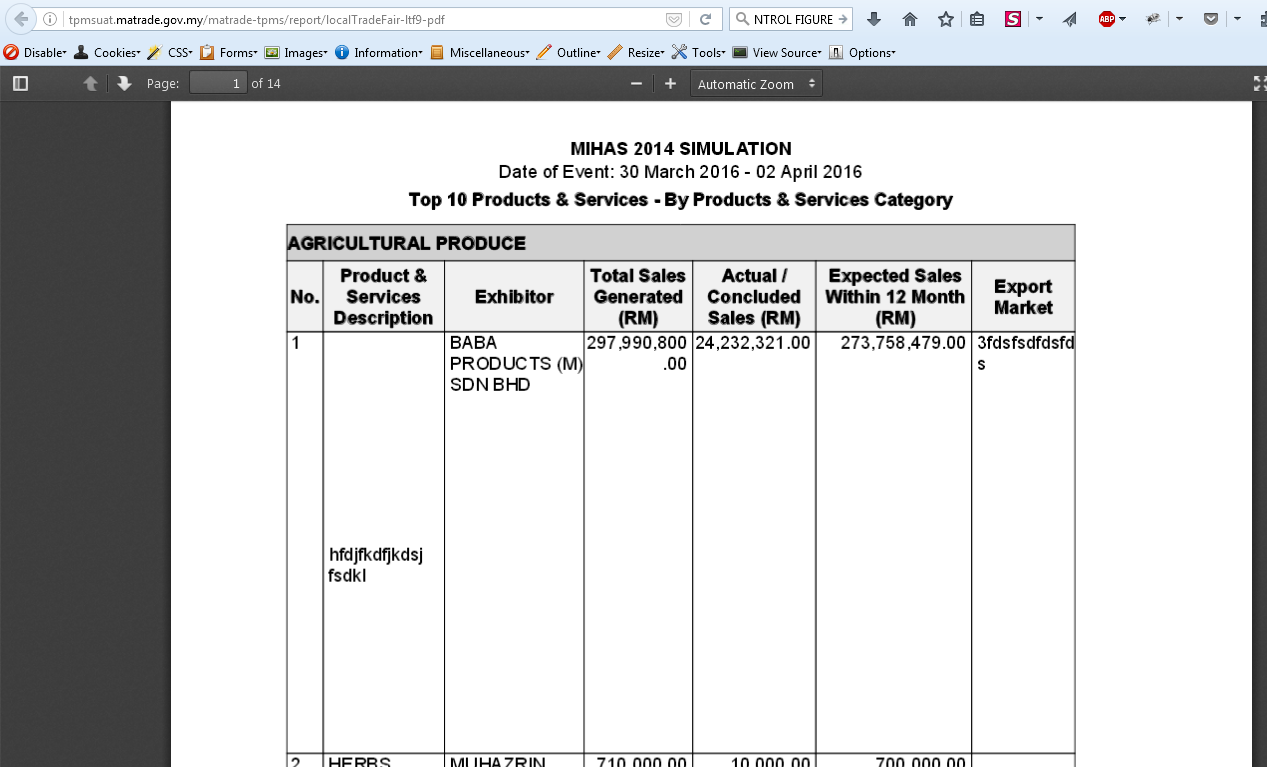 tpmsuat.matrade.gov.my/matrade-tpms/report/localTradeFair-ltf9-pdf
NTROL FIGURE
S
ABP
Disable
Cookies
CSS
Forms
Images
Information
Miscellaneous
Outline
Resize
Tools
View Source
Options
Page: 1 of 14
Automatic Zoom
MIHAS 2014 SIMULATION
Date of Event: 30 March 2016 - 02 April 2016
Top 10 Products & Services - By Products & Services Category
AGRICULTURAL PRODUCE
No.
Product &
Services
Description
Exhibitor
Total Sales
Generated
(RM)
Actual /
Concluded
Sales (RM)
Expected Sales
Within 12 Month
(RM)
Export
Market
1
hfdjfkdfjkdsj
fsdkl
BABA
PRODUCTS (M)
SDN BHD
297,990,800
.00
24,232,321.00
273,758,479.00
3fdsfsdfdsfd
s
2
HERBS
MUHAZRIN
710,000.00
10,000.00
700,000.00